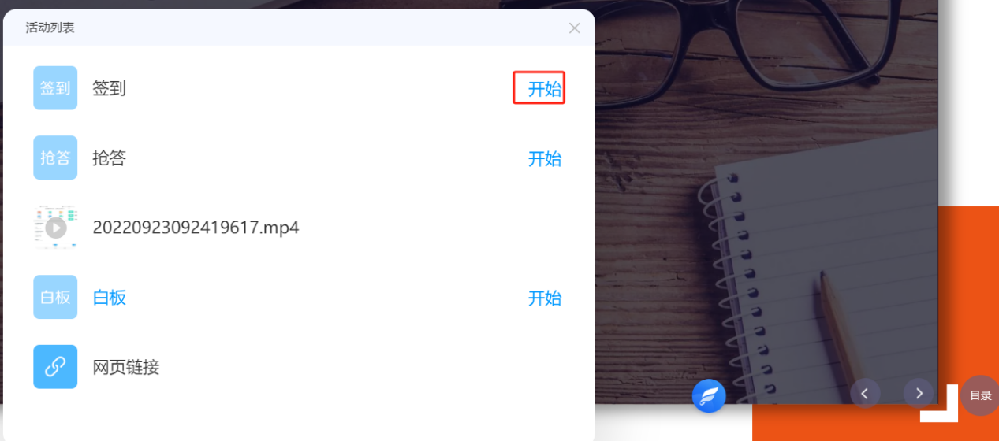 活动列表
签到 签到 开始
抢答 抢答 开始
20220923092419617.mp4
白板 白板 开始
网页链接
目录